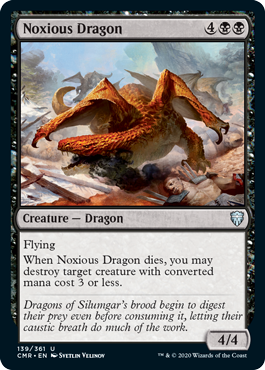 Noxious Dragon 4
Creature — Dragon
Flying
When Noxious Dragon dies, you may
destroy target creature with converted
mana cost 3 or less.
Dragons of Silumgar's brood begin to digest
their prey even before consuming it, letting
their caustic breath do much of the work.
4/4
139/361 U
CMR • EN Svetlin Velinov ™ & © 2020 Wizards of the Coast